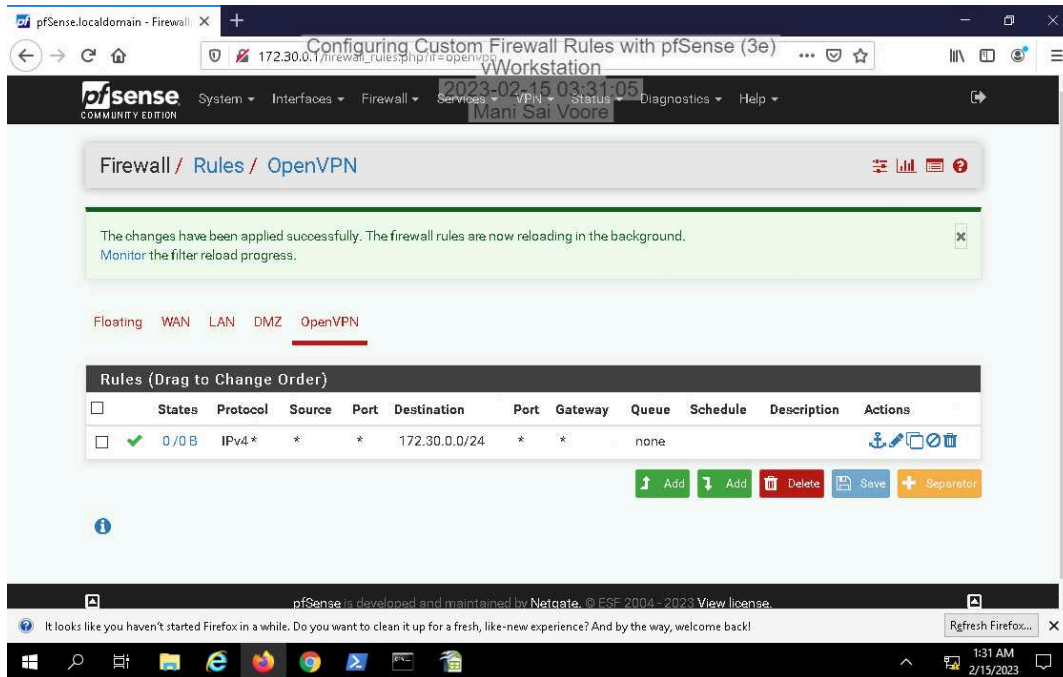 pfSense.localdomain - Firewall:
172.30.0.1/firewall_rules.php?if=openvpn
Configuring Custom Firewall Rules with pfSense (3e)
vWorkstation
2023-02-15 03:31:05
Mani Sai Voore
pfsense
COMMUNITY EDITION
System Interfaces Firewall Services VPN Status Diagnostics Help
Firewall / Rules / OpenVPN
The changes have been applied successfully. The firewall rules are now reloading in the background.
Monitor the filter reload progress.
Floating WAN LAN DMZ OpenVPN
Rules (Drag to Change Order)
States Protocol Source Port Destination Port Gateway Queue Schedule Description Actions
0 /0 B IPv4 * * * 172.30.0.0/24 * * none
Add Add Delete Save Separator
pfSense is developed and maintained by Netgate. © ESF 2004 - 2023 View license.
It looks like you haven't started Firefox in a while. Do you want to clean it up for a fresh, like-new experience? And by the way, welcome back! Refresh Firefox...
1:31 AM
2/15/2023